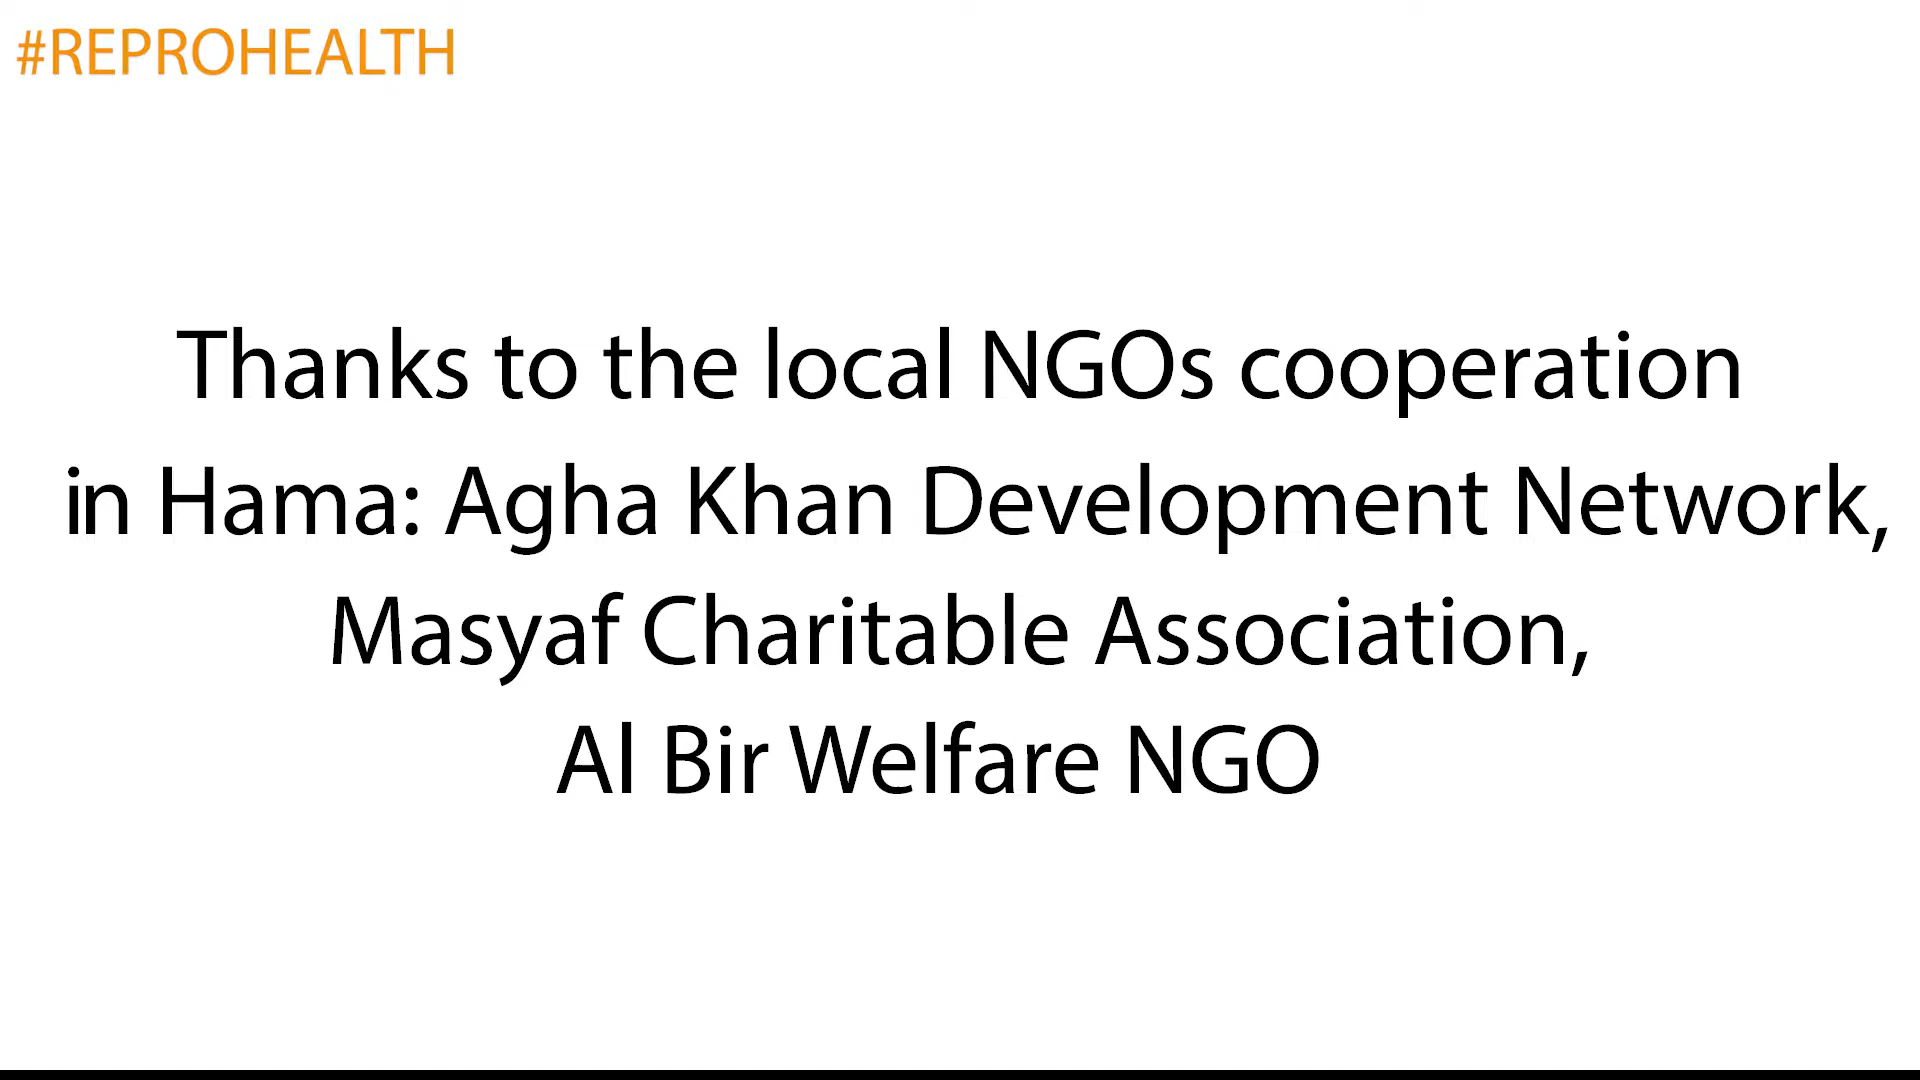 #REPROHEALTH
Thanks to the local NGOs cooperation
in Hama: Agha Khan Development Network,
Masyaf Charitable Association,
Al Bir Welfare NGO